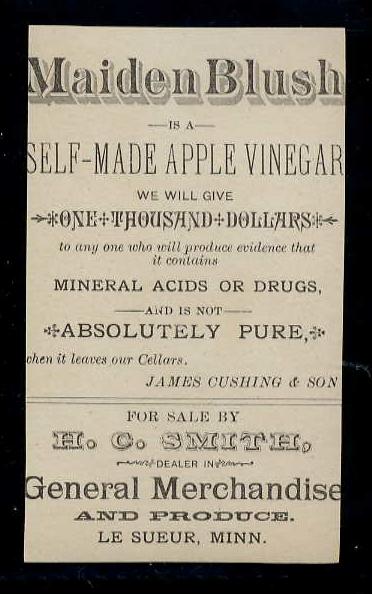 Maiden Blush
IS A
SELF-MADE APPLE VINEGAR
WE WILL GIVE
ONE THOUSAND DOLLARS
to any one who will produce evidence that
it contains
MINERAL ACIDS OR DRUGS,
AND IS NOT
ABSOLUTELY PURE,
when it leaves our Cellars.
JAMES CUSHING & SON
FOR SALE BY
H. C. SMITH,
DEALER IN
General Merchandise
AND PRODUCE.
LE SUEUR, MINN.